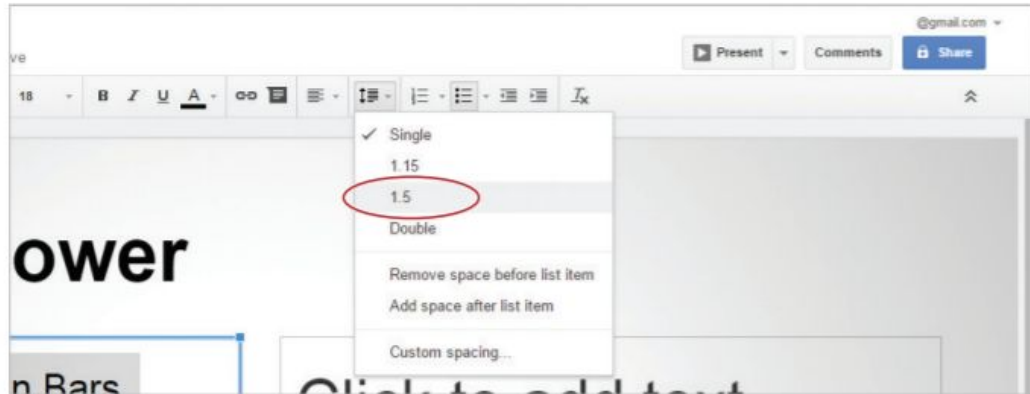 @gmail.com
ve
Present Comments Share
18 B I U A
Single
1.15
1.5
Double
Remove space before list item
Add space after list item
Custom spacing...
ower
n Bars
Click to add text